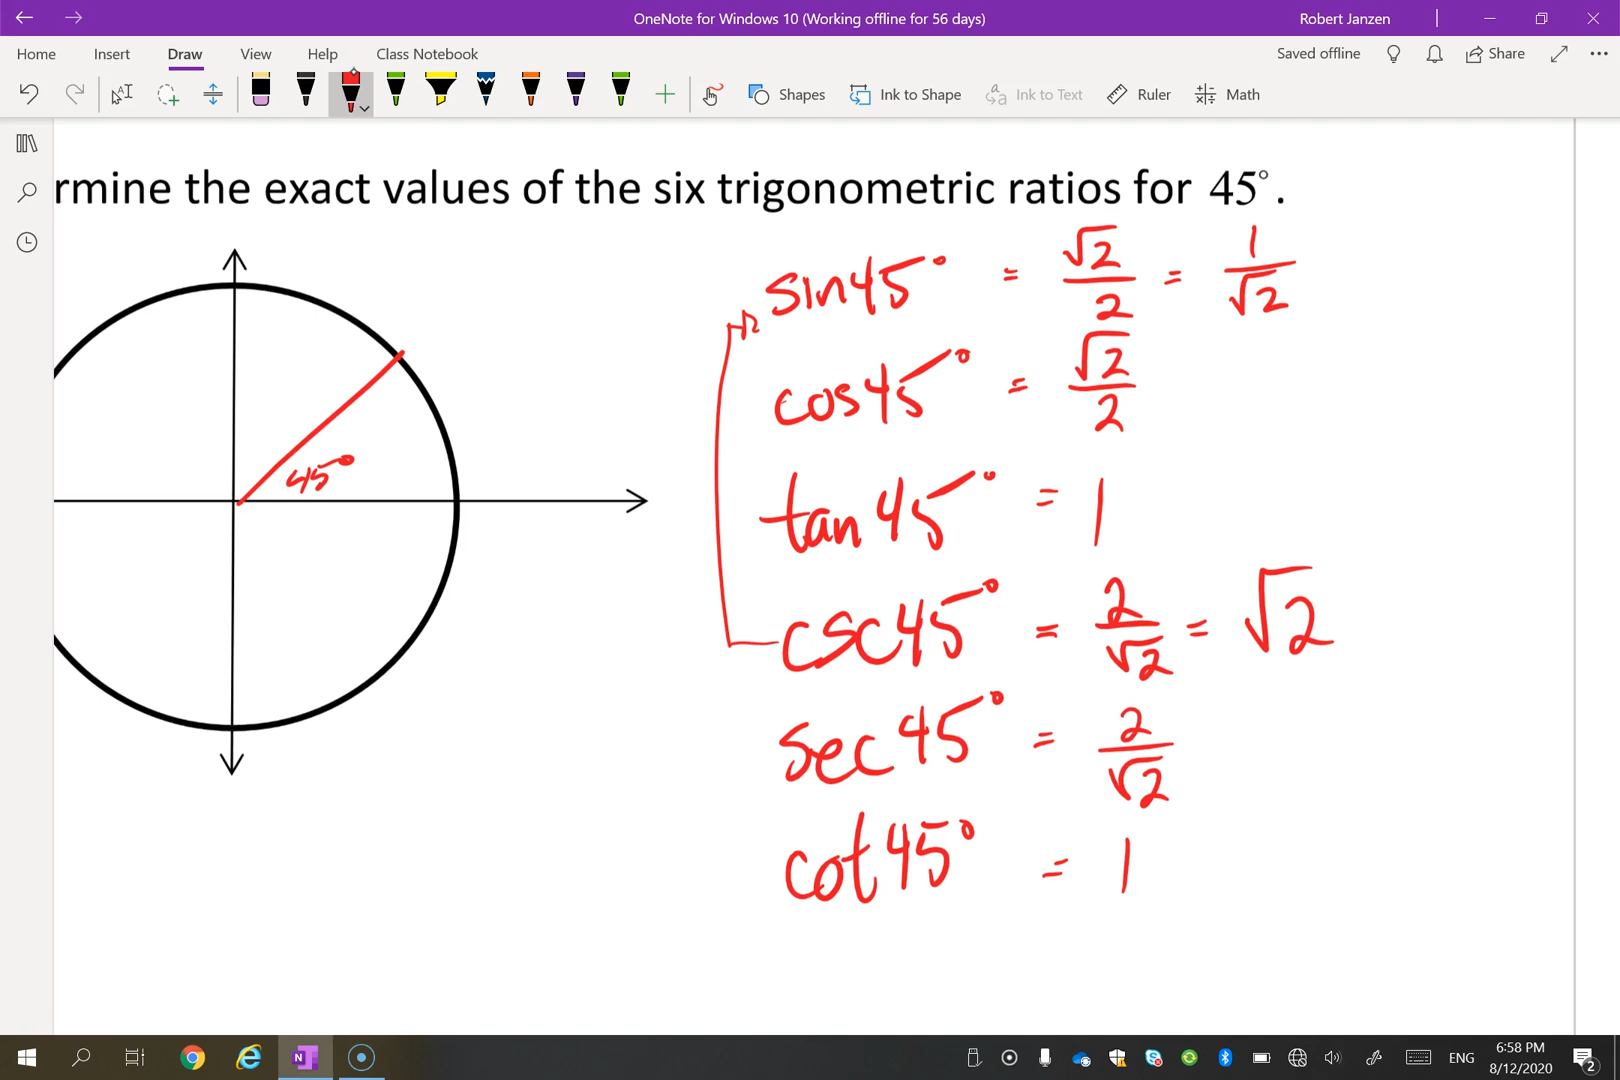 OneNote for Windows 10 (Working offline for 56 days)
Robert Janzen
Home Insert Draw View Help Class Notebook
Saved offline Share
Shapes Ink to Shape Ink to Text Ruler Math
rmine the exact values of the six trigonometric ratios for 45°.
sin45° = √2/2 = 1/√2
cos45° = √2/2
45°
tan45° = 1
csc45° = 2/√2 = √2
sec45° = 2/√2
cot45° = 1
ENG
6:58 PM
8/12/2020
2